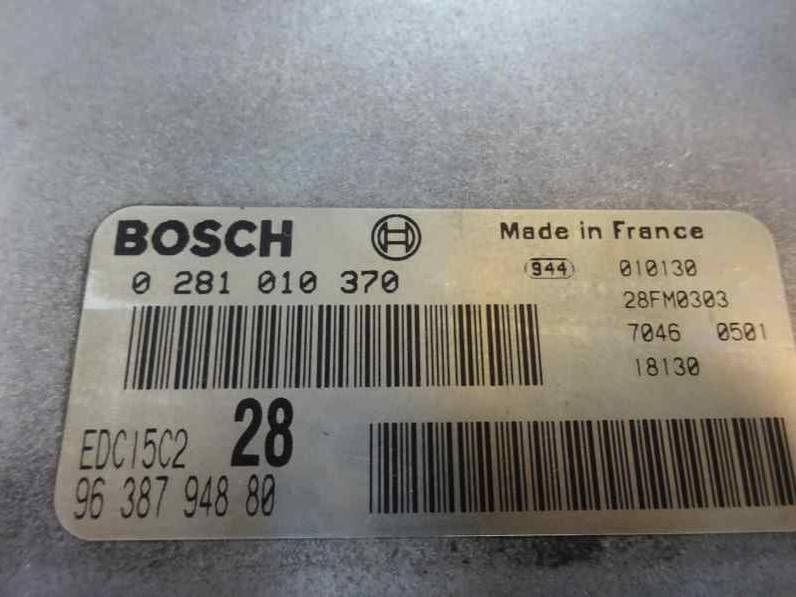 BOSCH
Made in France
0 281 010 370
944 010130
28FM0303
7046 0501
18130
EDC15C2 28
96 387 948 80